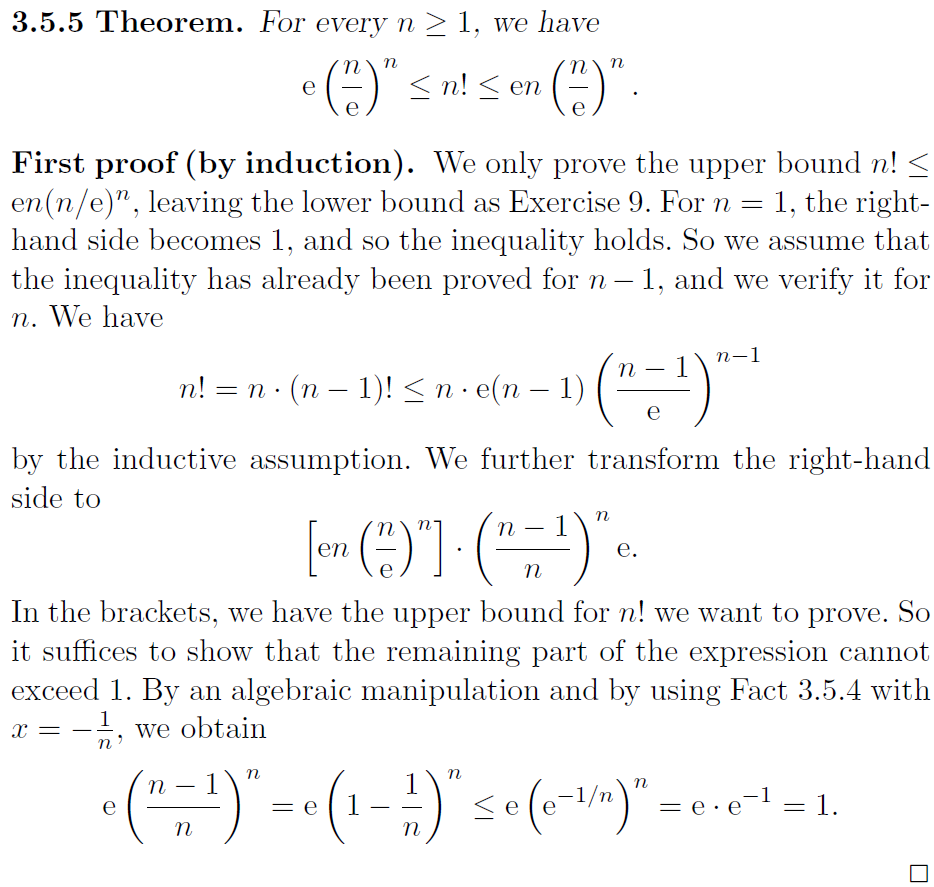 3.5.5 Theorem. For every n ≥ 1, we have
e (n/e)^n ≤ n! ≤ en (n/e)^n .
First proof (by induction). We only prove the upper bound n! ≤
en(n/e)^n, leaving the lower bound as Exercise 9. For n = 1, the right-
hand side becomes 1, and so the inequality holds. So we assume that
the inequality has already been proved for n − 1, and we verify it for
n. We have
n! = n · (n − 1)! ≤ n · e(n − 1) ((n − 1)/e)^{n−1}
by the inductive assumption. We further transform the right-hand
side to
[en (n/e)^n] · ((n − 1)/n)^n e.
In the brackets, we have the upper bound for n! we want to prove. So
it suffices to show that the remaining part of the expression cannot
exceed 1. By an algebraic manipulation and by using Fact 3.5.4 with
x = −1/n, we obtain
e ((n − 1)/n)^n = e (1 − 1/n)^n ≤ e (e^{−1/n})^n = e · e^{−1} = 1.
□